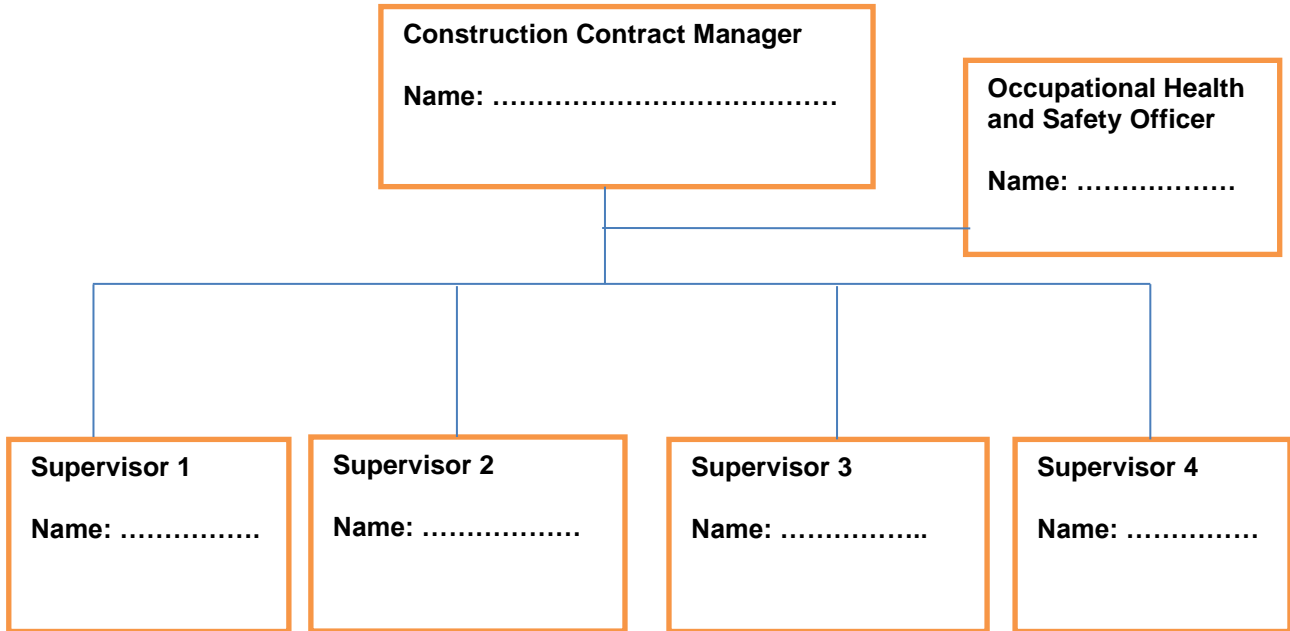 Construction Contract Manager
Name: …………………………………
Occupational Health
and Safety Officer
Name: ………………
Supervisor 1
Name: …………….
Supervisor 2
Name: ………………
Supervisor 3
Name: ……………..
Supervisor 4
Name: ……………